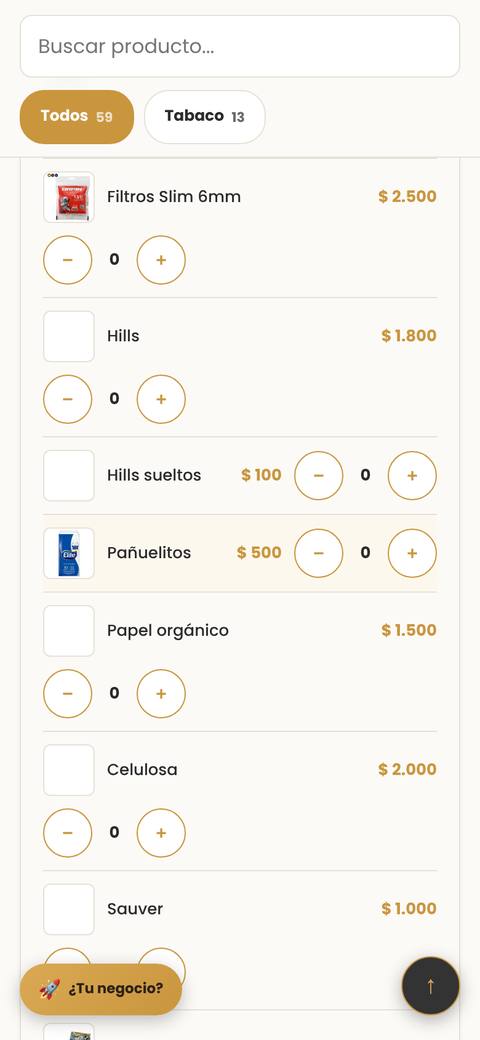 Buscar producto...
Todos 59 Tabaco 13
Filtros Slim 6mm $ 2.500
− 0 +
Hills $ 1.800
− 0 +
Hills sueltos $ 100 − 0 +
Pañuelitos $ 500 − 0 +
Papel orgánico $ 1.500
− 0 +
Celulosa $ 2.000
− 0 +
Sauver $ 1.000
🚀 ¿Tu negocio? ↑